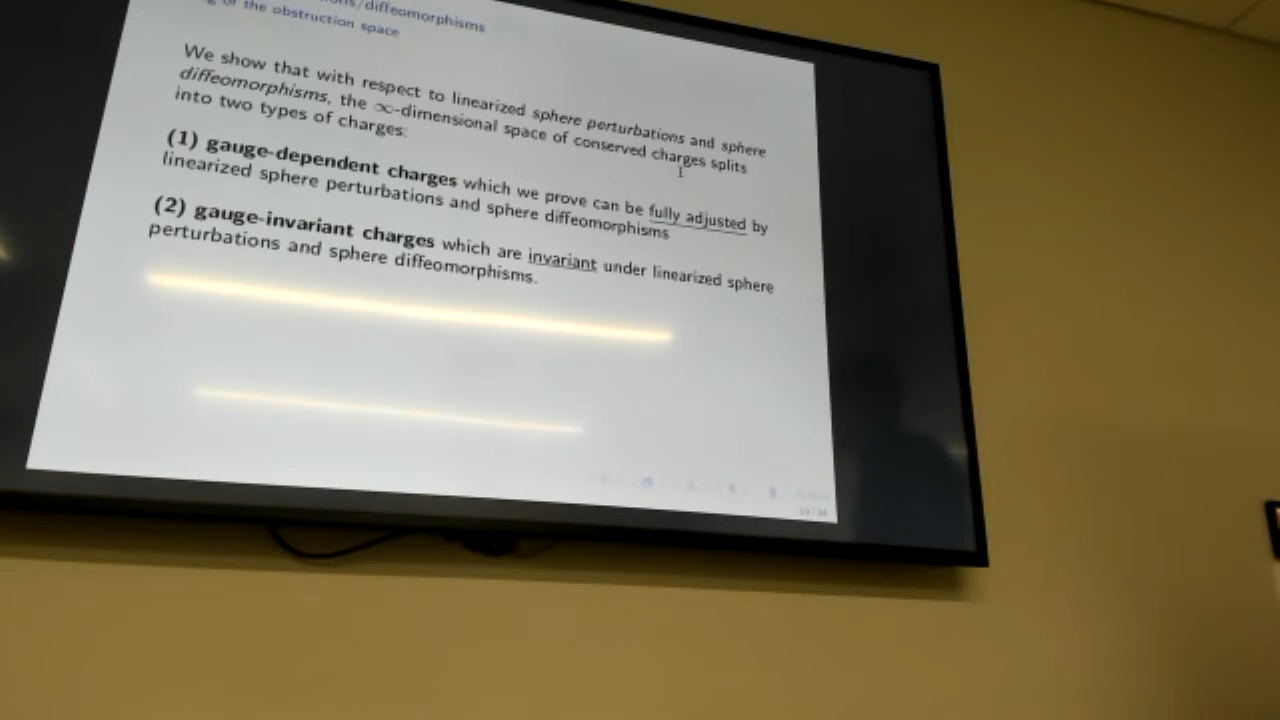 /diffeomorphisms
of the obstruction space
We show that with respect to linearized sphere perturbations and sphere
diffeomorphisms, the ∞-dimensional space of conserved charges splits
into two types of charges:
(1) gauge-dependent charges which we prove can be fully adjusted by
linearized sphere perturbations and sphere diffeomorphisms
(2) gauge-invariant charges which are invariant under linearized sphere
perturbations and sphere diffeomorphisms.